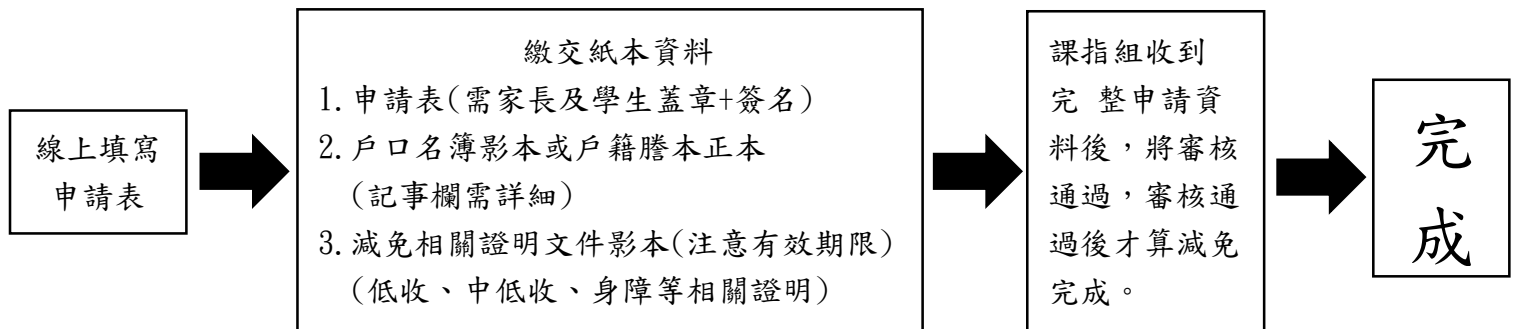 線上填寫
申請表
繳交紙本資料
1.申請表(需家長及學生蓋章+簽名)
2.戶口名簿影本或戶籍謄本正本
(記事欄需詳細)
3.減免相關證明文件影本(注意有效期限)
(低收、中低收、身障等相關證明)
課指組收到
完 整申請資
料後，將審核
通過，審核通
過後才算減免
完成。
完
成